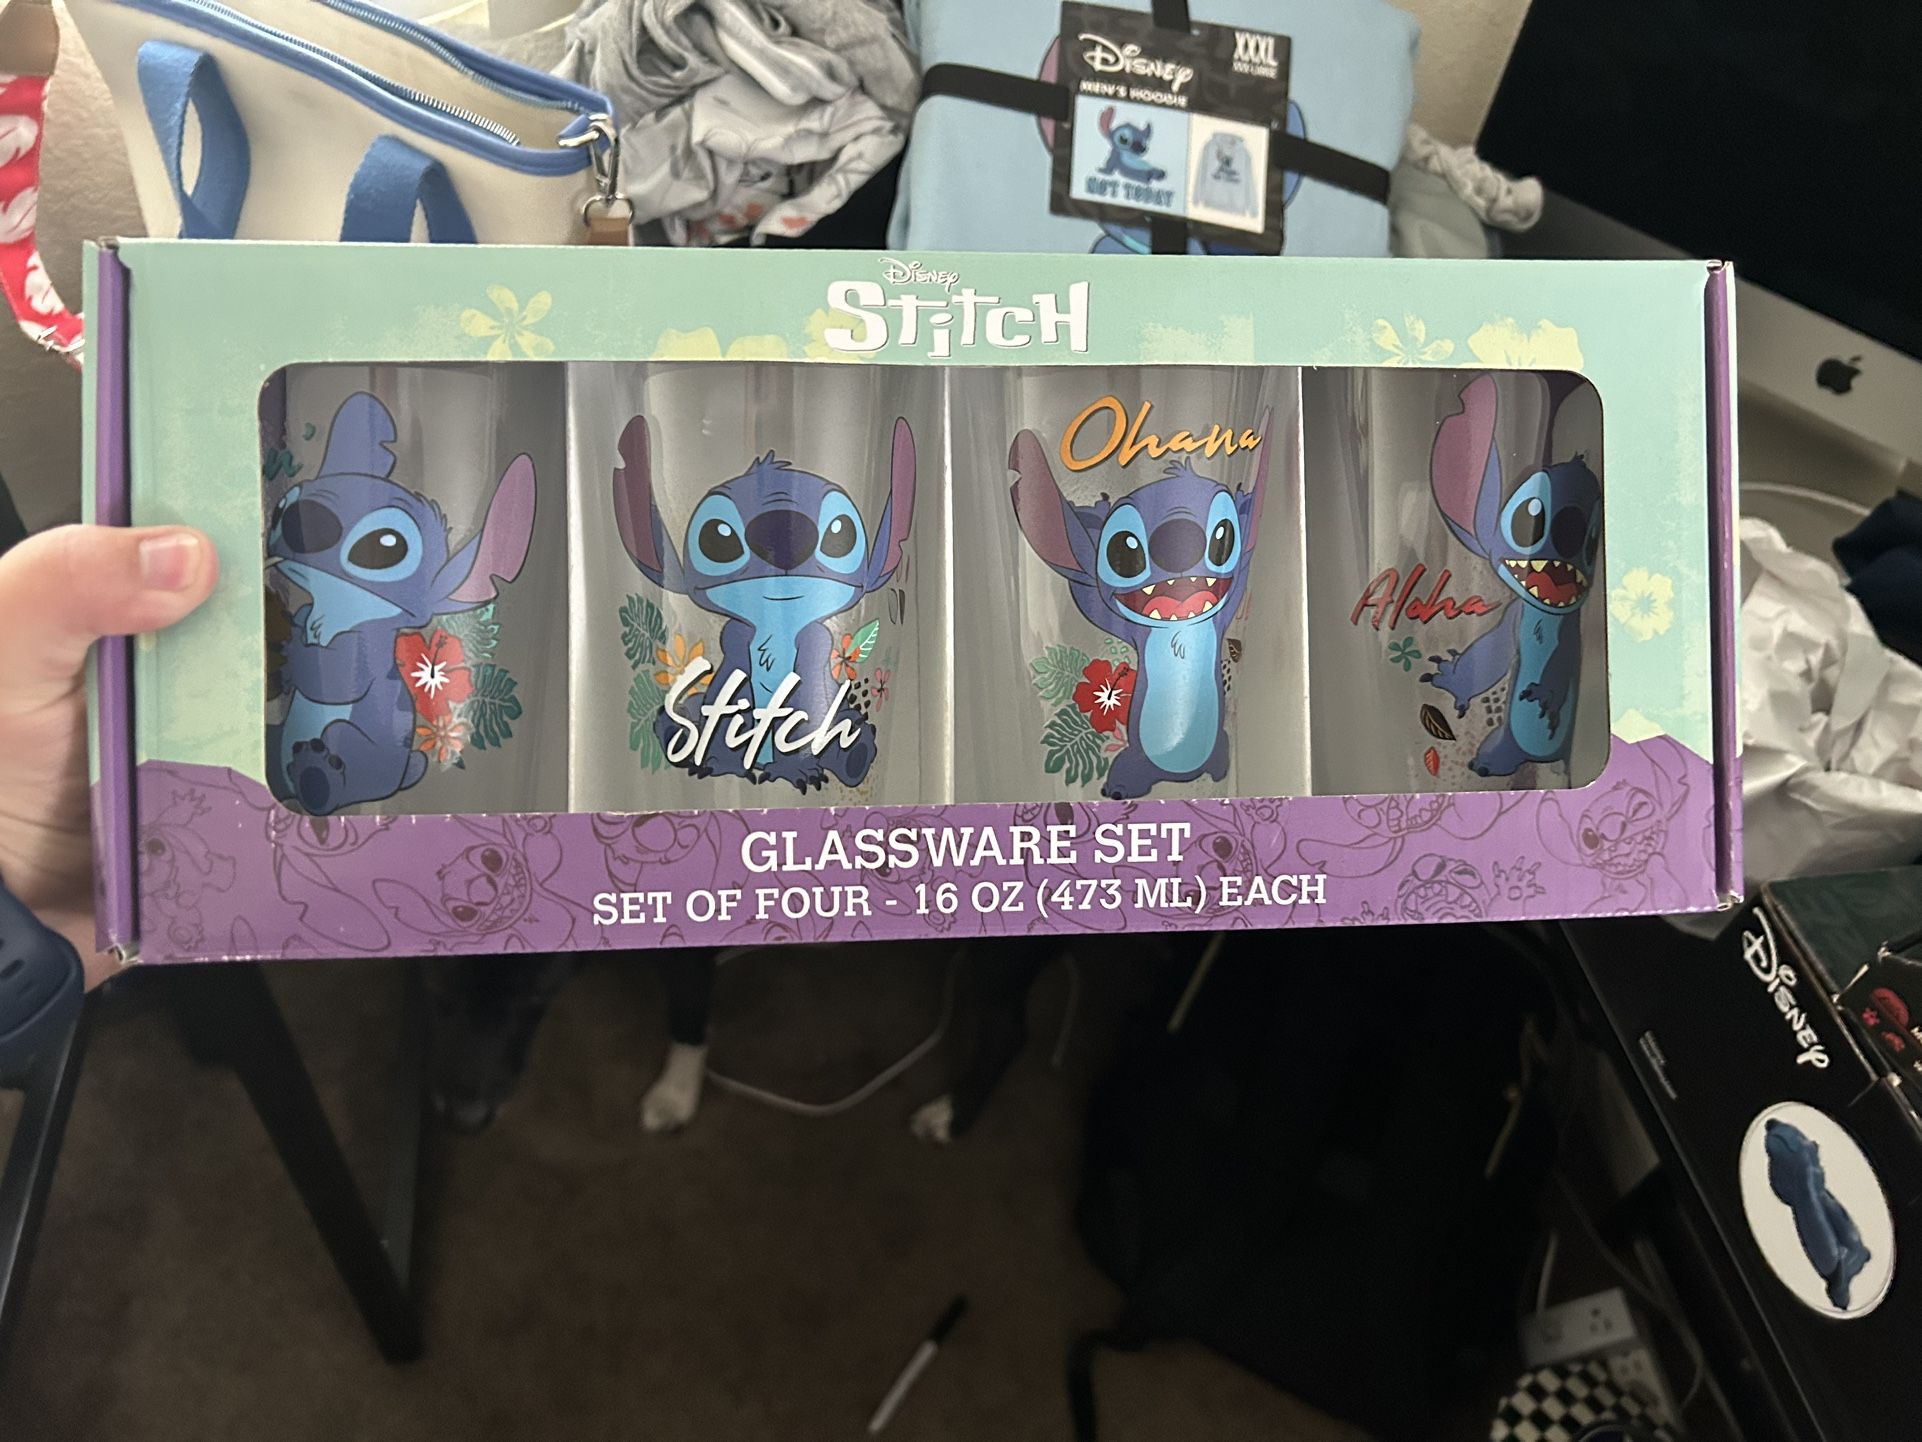 Disney
XXXL
MEN'S HOODIE
NOT TODAY
Disney
Stitch
Ohana
Aloha
Stitch
GLASSWARE SET
SET OF FOUR - 16 OZ (473 ML) EACH
Disney